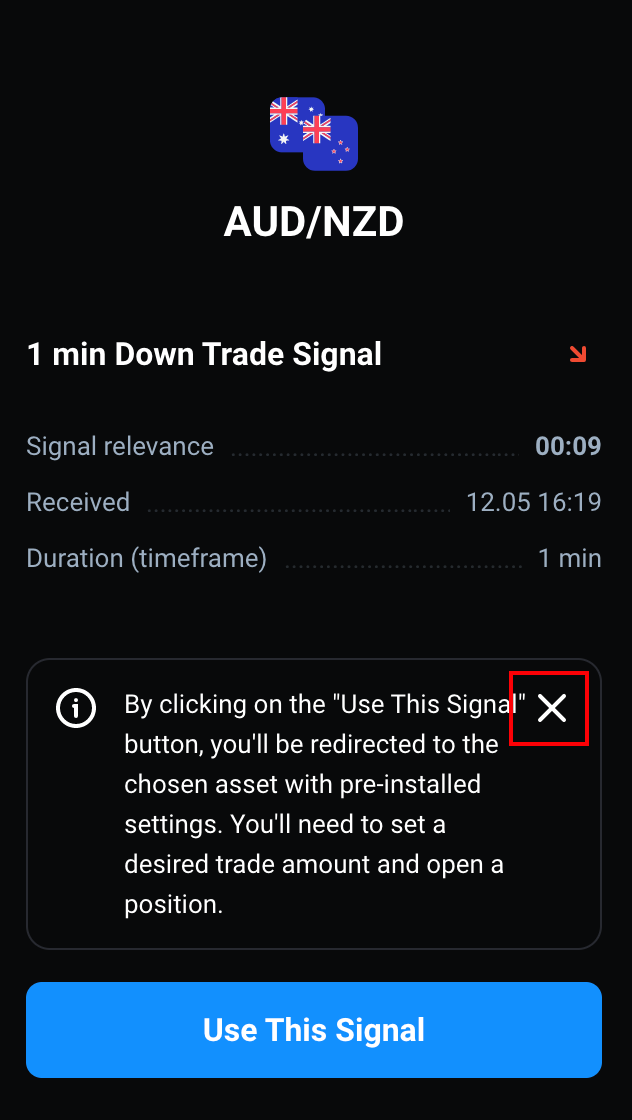 AUD/NZD
1 min Down Trade Signal
Signal relevance 00:09
Received 12.05 16:19
Duration (timeframe) 1 min
By clicking on the "Use This Signal"
button, you'll be redirected to the
chosen asset with pre-installed
settings. You'll need to set a
desired trade amount and open a
position.
Use This Signal